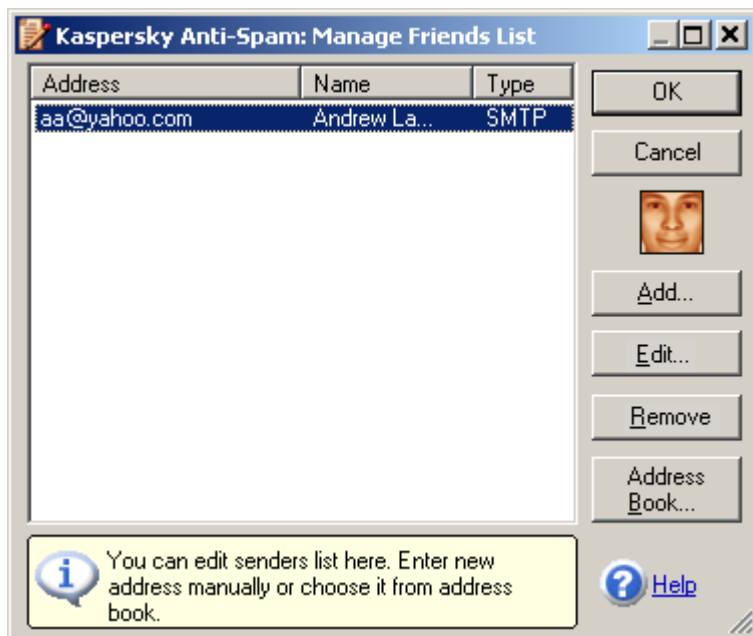 Kaspersky Anti-Spam: Manage Friends List
Address Name Type
aa@yahoo.com Andrew La... SMTP
OK
Cancel
Add...
Edit...
Remove
Address
Book...
You can edit senders list here. Enter new
address manually or choose it from address
book.
Help